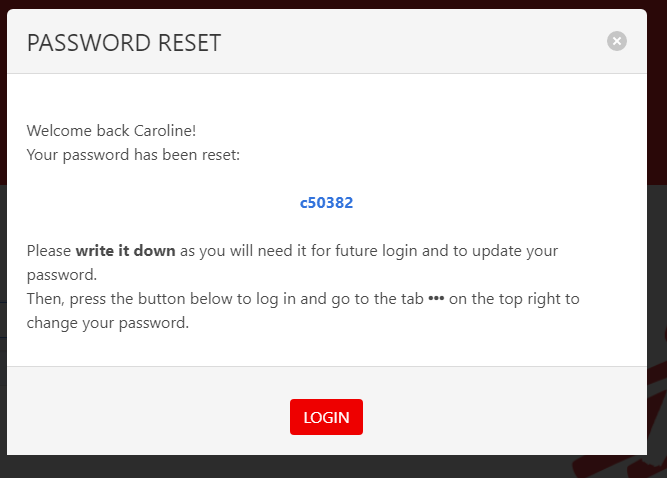 PASSWORD RESET
Welcome back Caroline!
Your password has been reset:
c50382
Please write it down as you will need it for future login and to update your
password.
Then, press the button below to log in and go to the tab ••• on the top right to
change your password.
LOGIN